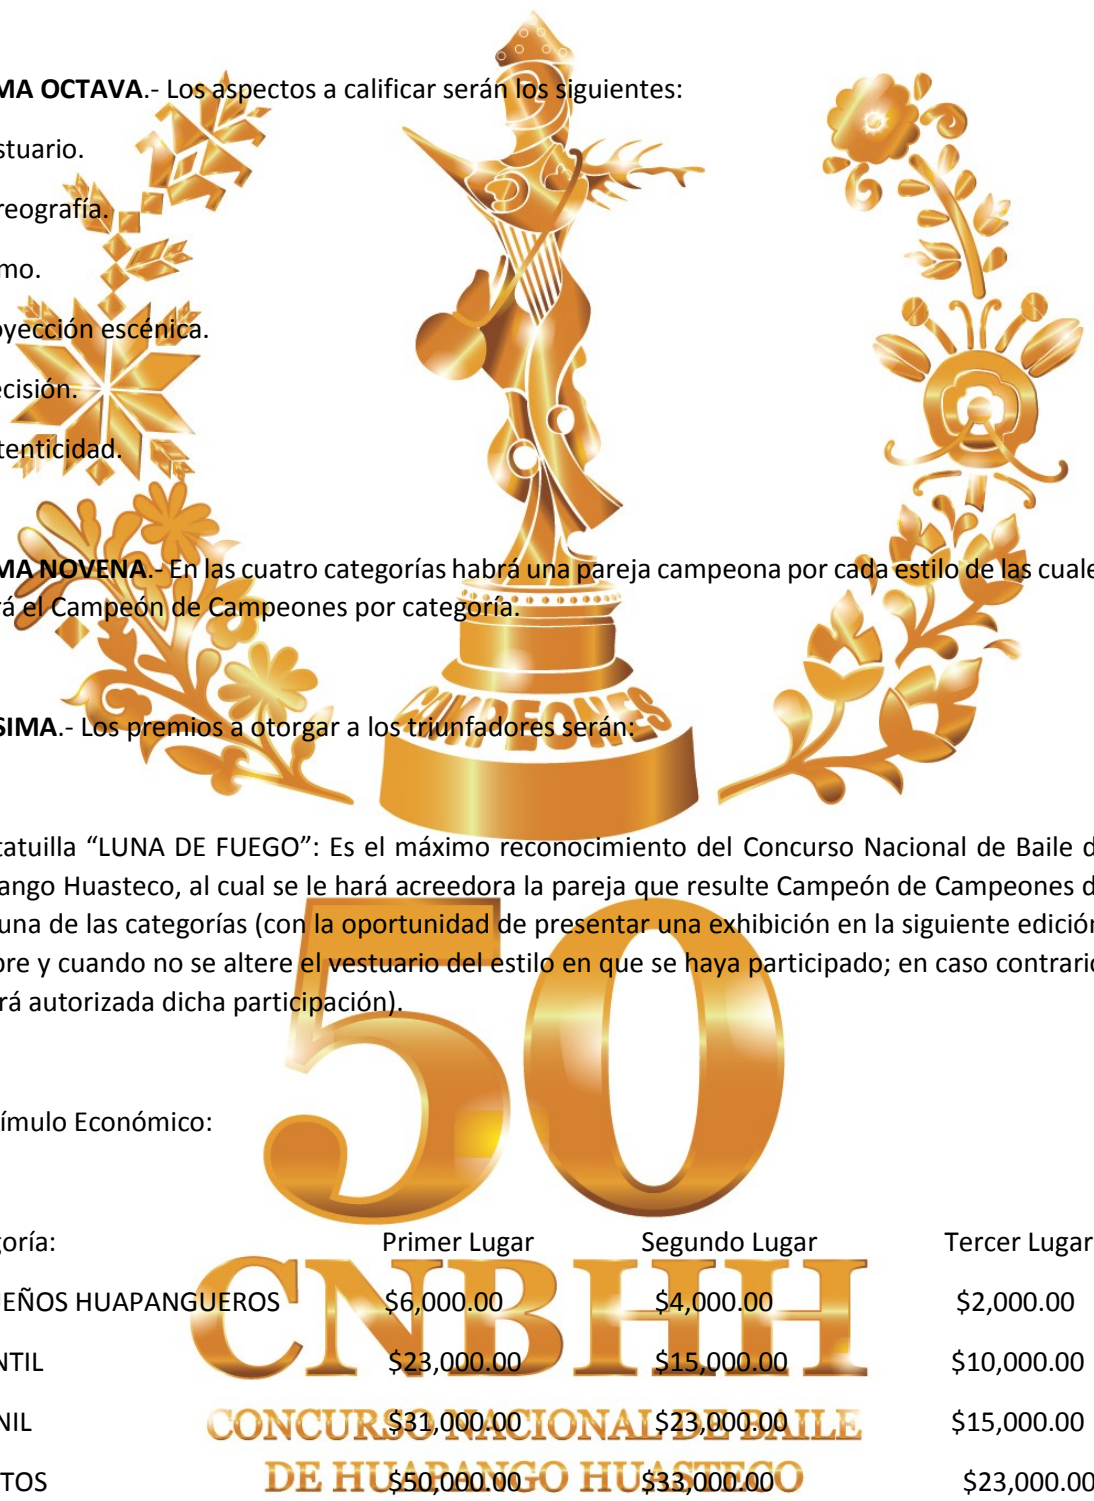 MA OCTAVA.- Los aspectos a calificar serán los siguientes:
stuario.
reografía.
mo.
oyección escénica.
ecisión.
tenticidad.
MA NOVENA.- En las cuatro categorías habrá una pareja campeona por cada estilo de las cuale
rá el Campeón de Campeones por categoría.
CAMPEONES
SIMA.- Los premios a otorgar a los triunfadores serán:
tatuilla “LUNA DE FUEGO”: Es el máximo reconocimiento del Concurso Nacional de Baile d
pango Huasteco, al cual se le hará acreedora la pareja que resulte Campeón de Campeones d
una de las categorías (con la oportunidad de presentar una exhibición en la siguiente edición
pre y cuando no se altere el vestuario del estilo en que se haya participado; en caso contrario
rá autorizada dicha participación).
50
ímulo Económico:
goría: Primer Lugar Segundo Lugar Tercer Lugar
UEÑOS HUAPANGUEROS $6,000.00 $4,000.00 $2,000.00
CNBHH
NTIL $23,000.00 $15,000.00 $10,000.00
NIL $31,000.00 $23,000.00 $15,000.00
CONCURSO NACIONAL DE BAILE
DE HUAPANGO HUASTECO
TOS $50,000.00 $33,000.00 $23,000.00